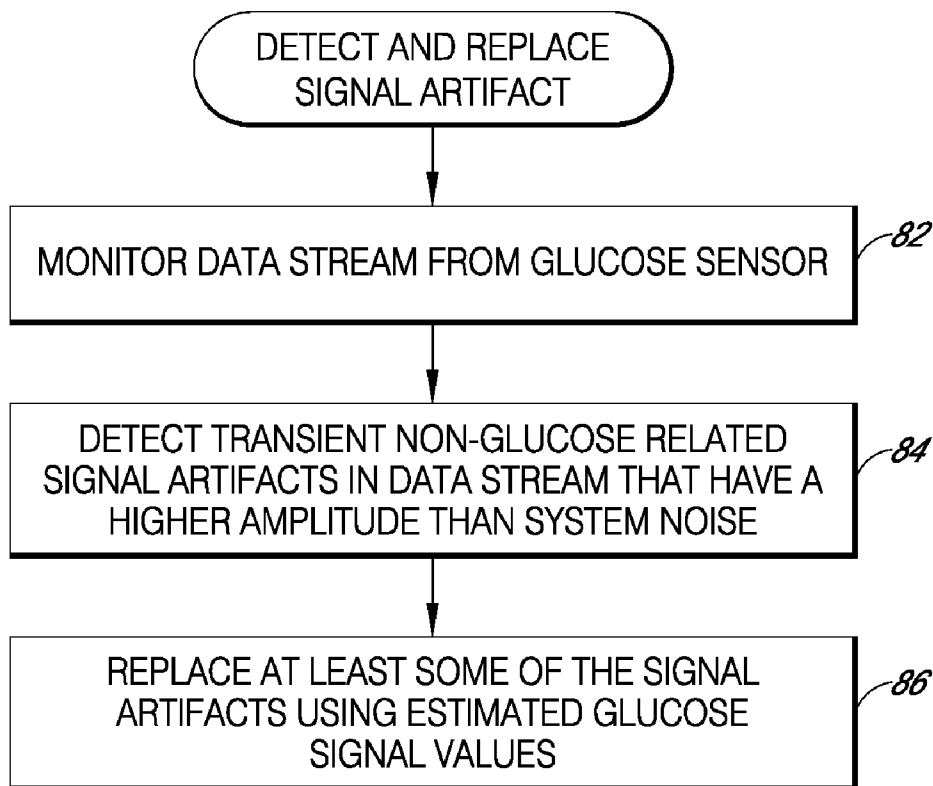 DETECT AND REPLACE
SIGNAL ARTIFACT
MONITOR DATA STREAM FROM GLUCOSE SENSOR
82
DETECT TRANSIENT NON-GLUCOSE RELATED
SIGNAL ARTIFACTS IN DATA STREAM THAT HAVE A
HIGHER AMPLITUDE THAN SYSTEM NOISE
84
REPLACE AT LEAST SOME OF THE SIGNAL
ARTIFACTS USING ESTIMATED GLUCOSE
SIGNAL VALUES
86